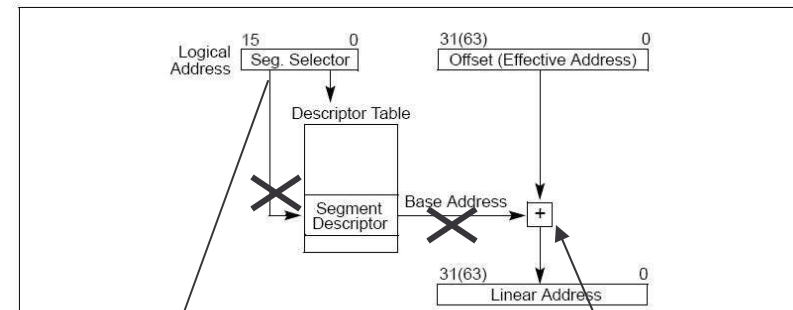 15 0
Logical
Address
Seg. Selector
31(63) 0
Offset (Effective Address)
Descriptor Table
Segment
Descriptor
Base Address
+
31(63) 0
Linear Address